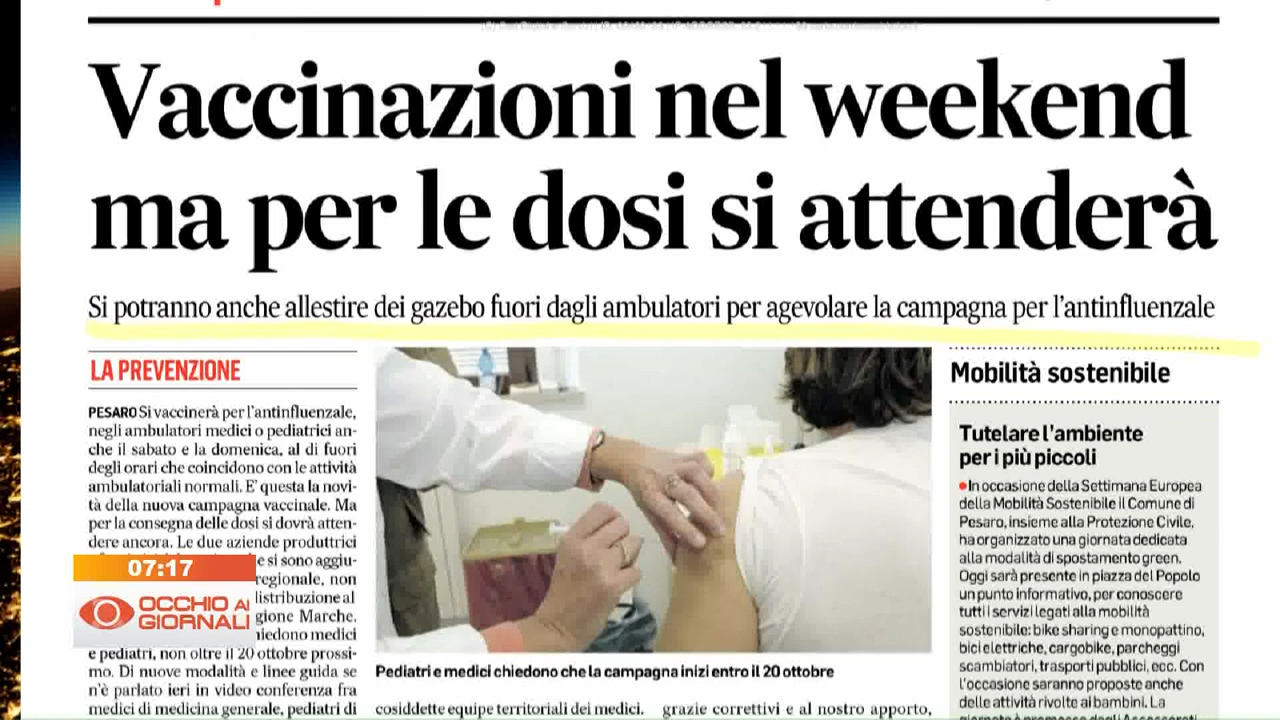 Vaccinazioni nel weekend
ma per le dosi si attenderà
Si potranno anche allestire dei gazebo fuori dagli ambulatori per agevolare la campagna per l'antinfluenzale
LA PREVENZIONE
PESARO Si vaccinerà per l'antinfluenzale,
negli ambulatori medici o pediatrici an-
che il sabato e la domenica, al di fuori
degli orari che coincidono con le attività
ambulatoriali normali. E' questa la novi-
tà della nuova campagna vaccinale. Ma
per la consegna delle dosi si dovrà atten-
dere ancora. Le due aziende produttrici
e si sono aggiu-
regionale, non
distribuzione al
gione Marche.
hiedono medici
e pediatri, non oltre il 20 ottobre prossi-
mo. Di nuove modalità e linee guida se
n'è parlato ieri in video conferenza fra
medici di medicina generale, pediatri di
07:17
OCCHIO AI
GIORNALI
Pediatri e medici chiedono che la campagna inizi entro il 20 ottobre
cosiddette equipe territoriali dei medici.
grazie correttivi e al nostro apporto,
Mobilità sostenibile
Tutelare l'ambiente
per i più piccoli
●In occasione della Settimana Europea
della Mobilità Sostenibile il Comune di
Pesaro, insieme alla Protezione Civile,
ha organizzato una giornata dedicata
alla modalità di spostamento green.
Oggi sarà presente in piazza del Popolo
un punto informativo, per conoscere
tutti i servizi legati alla mobilità
sostenibile: bike sharing e monopattino,
bici elettriche, cargobike, parcheggi
scambiatori, trasporti pubblici, ecc. Con
l'occasione saranno proposte anche
delle attività rivolte ai bambini. La